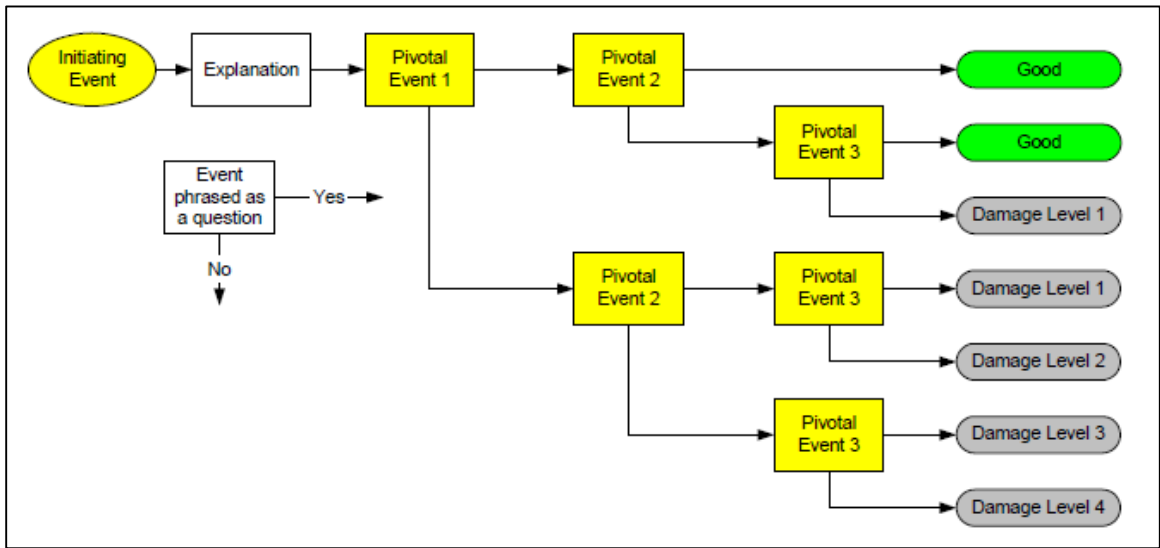 Initiating
Event
Explanation
Pivotal
Event 1
Pivotal
Event 2
Good
Pivotal
Event 3
Good
Damage Level 1
Event
phrased as
a question
Yes
No
Pivotal
Event 2
Pivotal
Event 3
Damage Level 1
Damage Level 2
Pivotal
Event 3
Damage Level 3
Damage Level 4